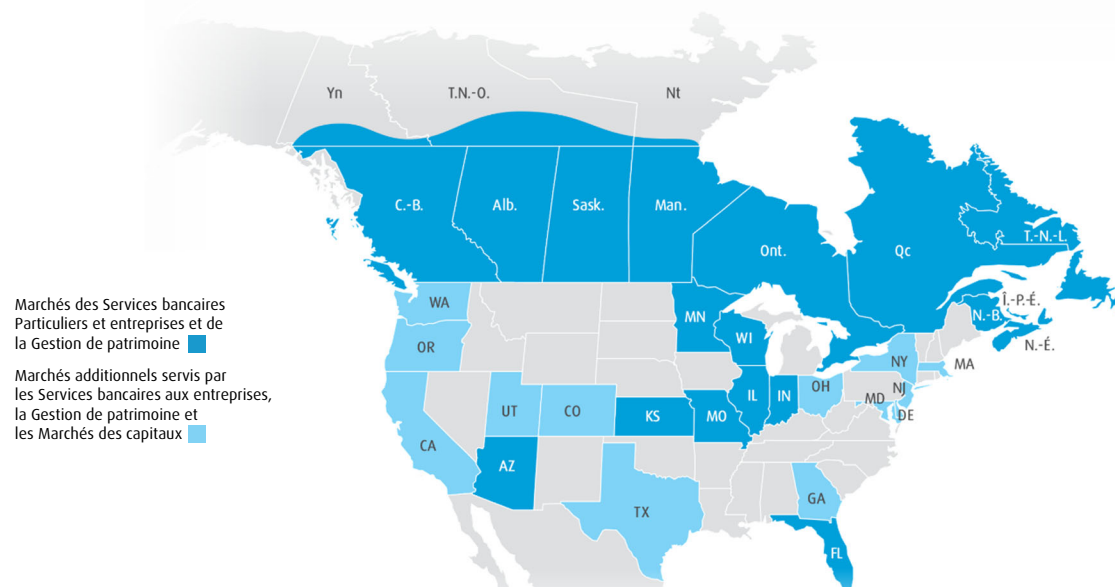 Yn
T.N.-O.
Nt
C.-B.
Alb.
Sask.
Man.
Ont.
Qc
T.-N.-L.
Marchés des Services bancaires
Particuliers et entreprises et de
la Gestion de patrimoine
Marchés additionnels servis par
les Services bancaires aux entreprises,
la Gestion de patrimoine et
les Marchés des capitaux
WA
MN
Î.-P.-É.
N.-B.
OR
WI
N.-É.
NY
MA
UT
CO
IL
IN
OH
NJ
MD
DE
CA
KS
MO
AZ
GA
TX
FL